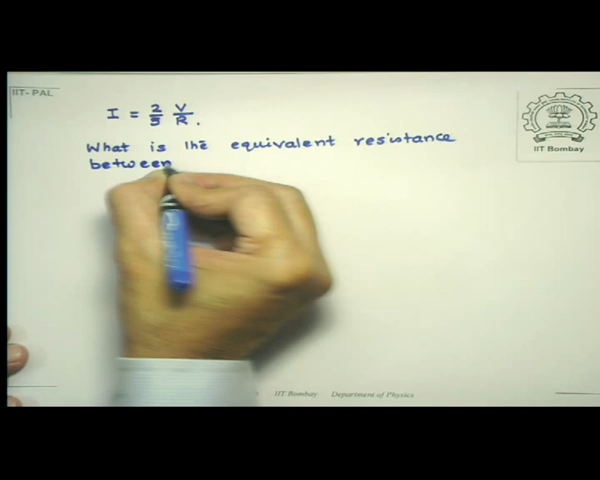 IIT- PAL
I = 2/5 V/R.
What is the equivalent resistance
between
IIT Bombay
IIT Bombay Department of Physics